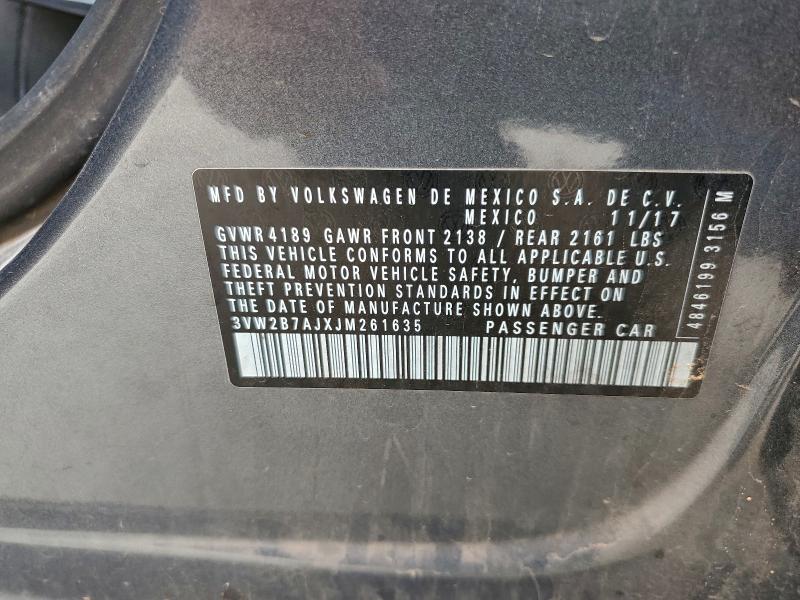 MFD BY VOLKSWAGEN DE MEXICO S.A. DE C.V.
MEXICO 11/17
GVWR 4189 GAWR FRONT 2138 / REAR 2161 LBS
THIS VEHICLE CONFORMS TO ALL APPLICABLE U.S.
FEDERAL MOTOR VEHICLE SAFETY, BUMPER AND
THEFT PREVENTION STANDARDS IN EFFECT ON
THE DATE OF MANUFACTURE SHOWN ABOVE.
3VW2B7AJXJM261635 PASSENGER CAR
4846199 3156 M